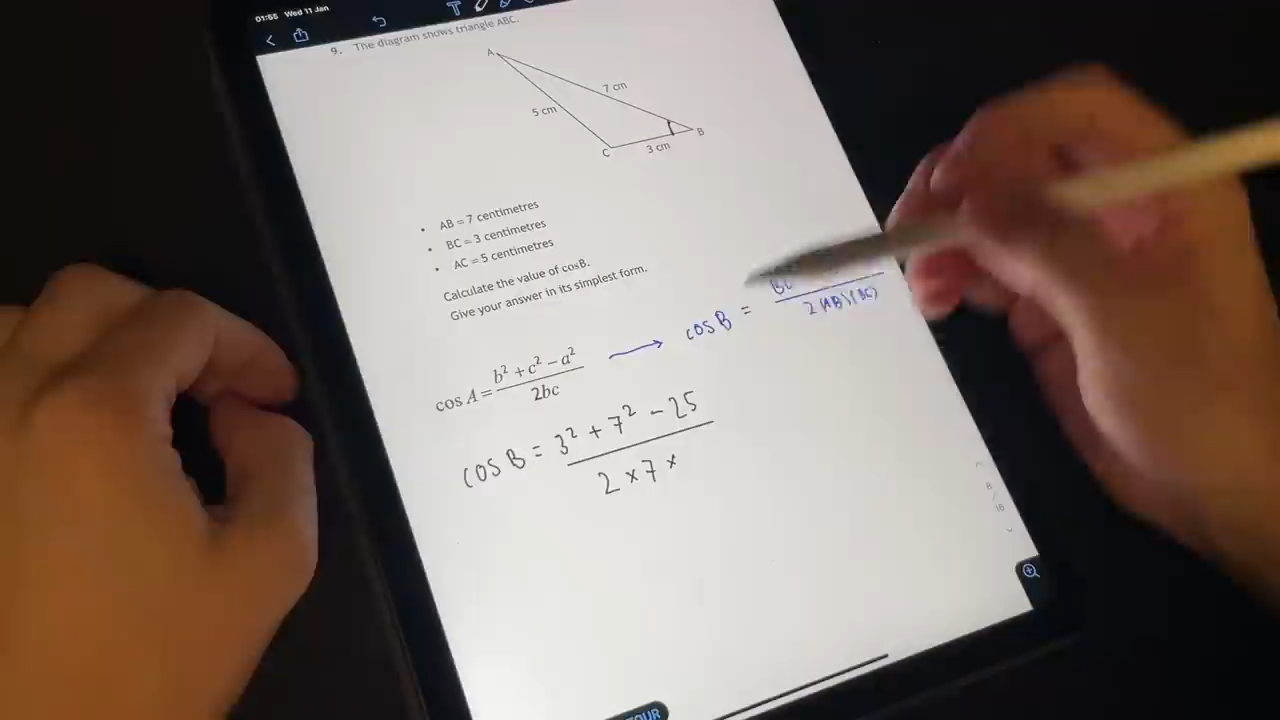 01:55 Wed 11 Jan
9. The diagram shows triangle ABC.
A
7 cm
5 cm
B
C
3 cm
• AB = 7 centimetres
• BC = 3 centimetres
• AC = 5 centimetres
Calculate the value of cosB.
Give your answer in its simplest form.
cos A = b² + c² − a² / 2bc → cos B = / 2(AB)(BC)
cos B = 3² + 7² − 25 / 2 × 7 ×
8 / 16